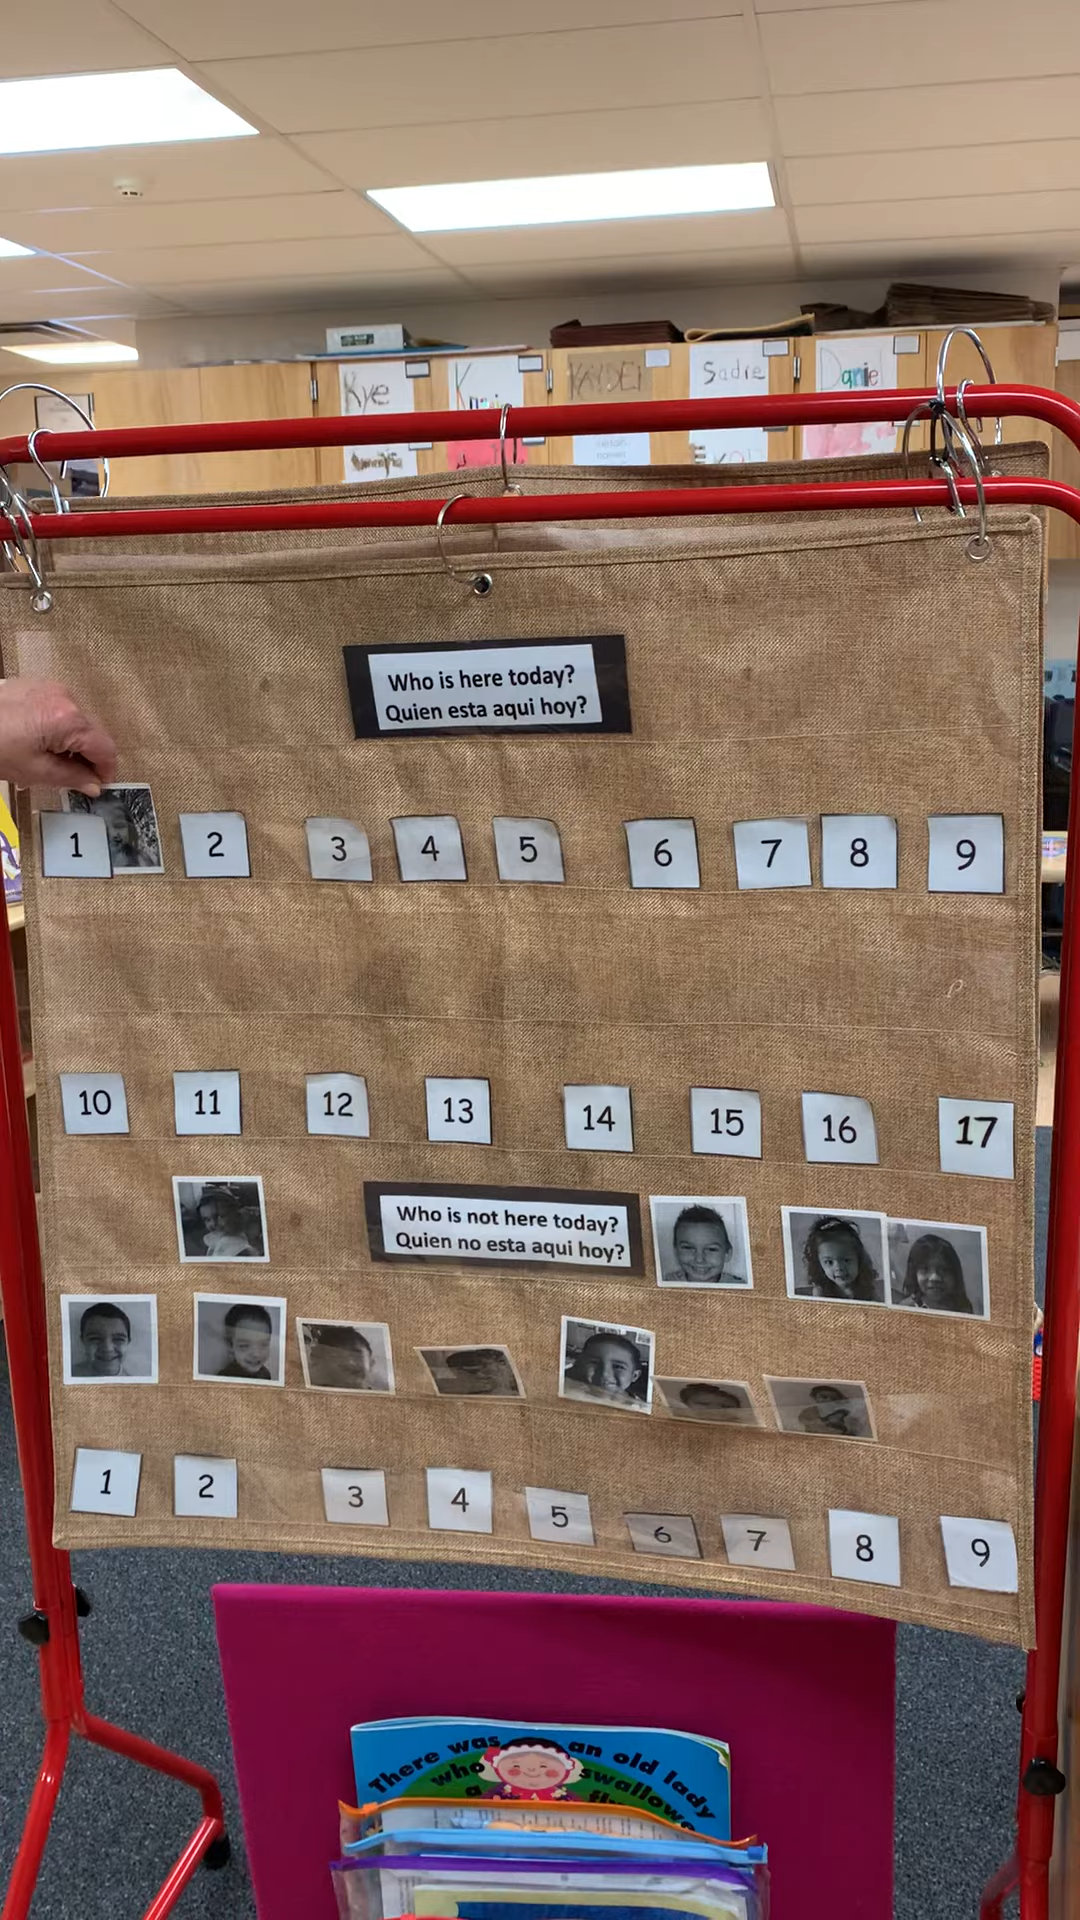 Kye
KAYDEN
Sadie
Daniel
Who is here today?
Quien esta aqui hoy?
1 2 3 4 5 6 7 8 9
10 11 12 13 14 15 16 17
Who is not here today?
Quien no esta aqui hoy?
1 2 3 4 5 6 7 8 9
There was an old lady
who swallowed
a